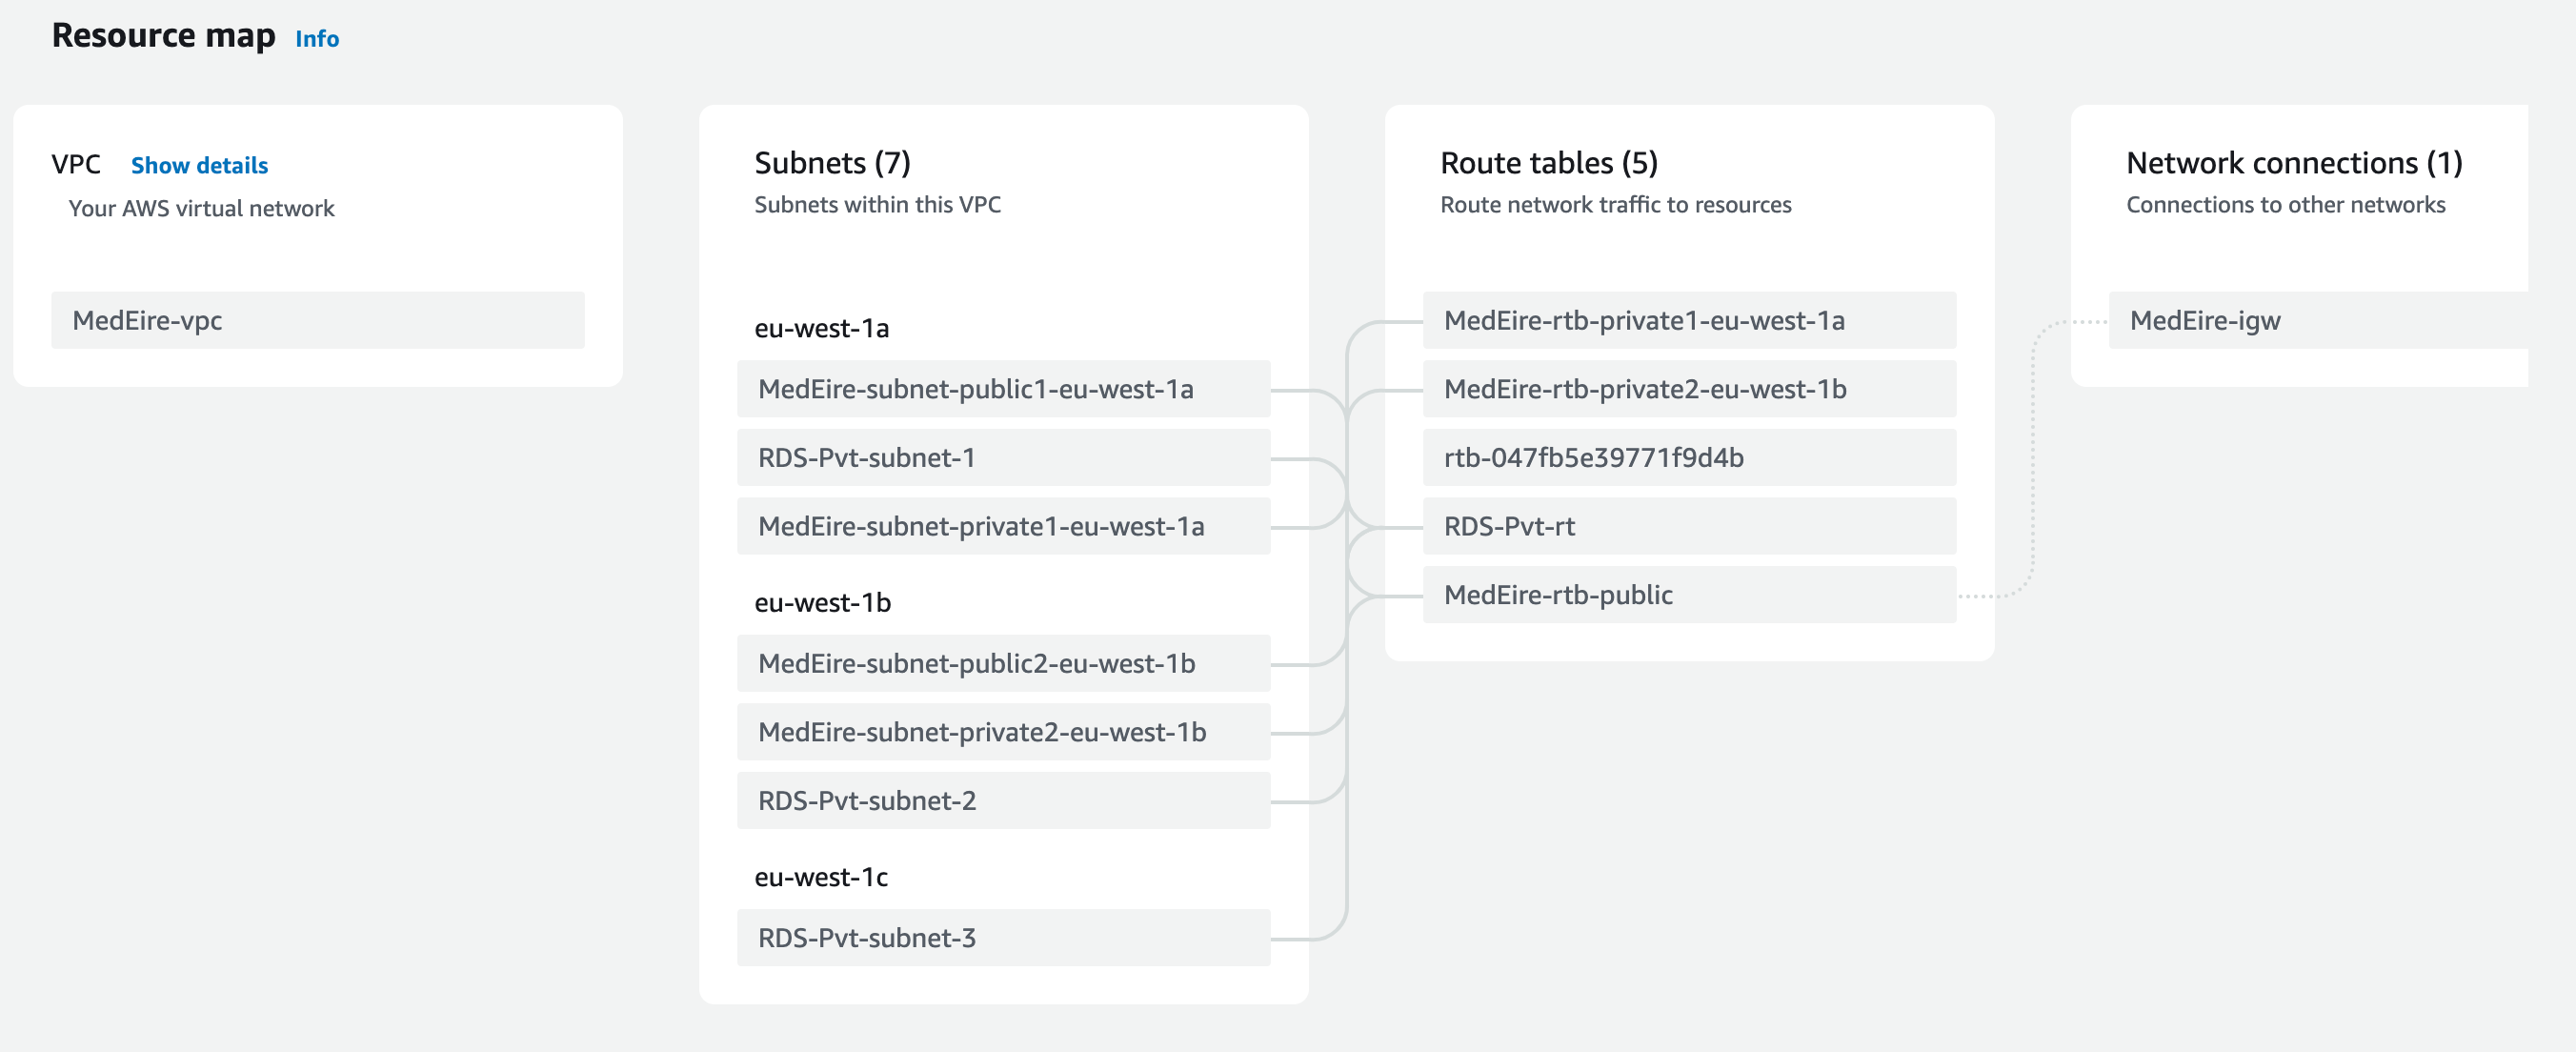 Resource map Info
VPC Show details
Your AWS virtual network
MedEire-vpc
Subnets (7)
Subnets within this VPC
eu-west-1a
MedEire-subnet-public1-eu-west-1a
RDS-Pvt-subnet-1
MedEire-subnet-private1-eu-west-1a
eu-west-1b
MedEire-subnet-public2-eu-west-1b
MedEire-subnet-private2-eu-west-1b
RDS-Pvt-subnet-2
eu-west-1c
RDS-Pvt-subnet-3
Route tables (5)
Route network traffic to resources
MedEire-rtb-private1-eu-west-1a
MedEire-rtb-private2-eu-west-1b
rtb-047fb5e39771f9d4b
RDS-Pvt-rt
MedEire-rtb-public
Network connections (1)
Connections to other networks
MedEire-igw